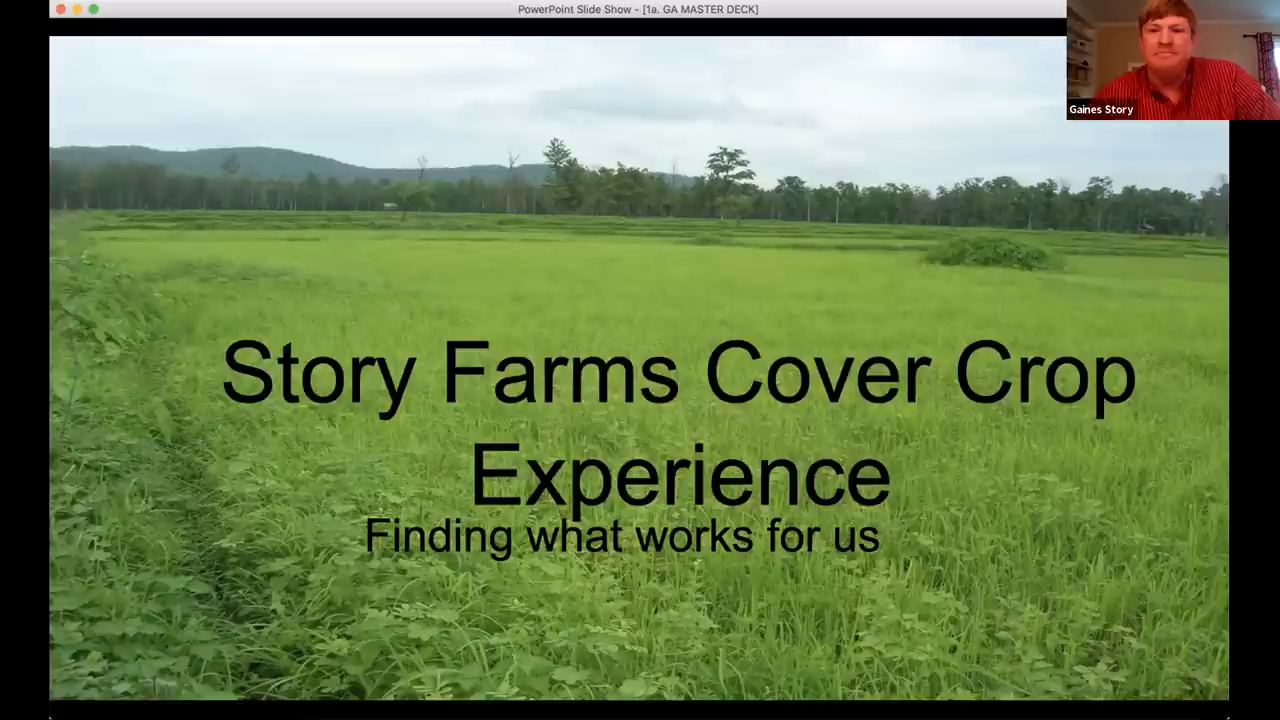 PowerPoint Slide Show - [1a. GA MASTER DECK]
Gaines Story
Story Farms Cover Crop
Experience
Finding what works for us